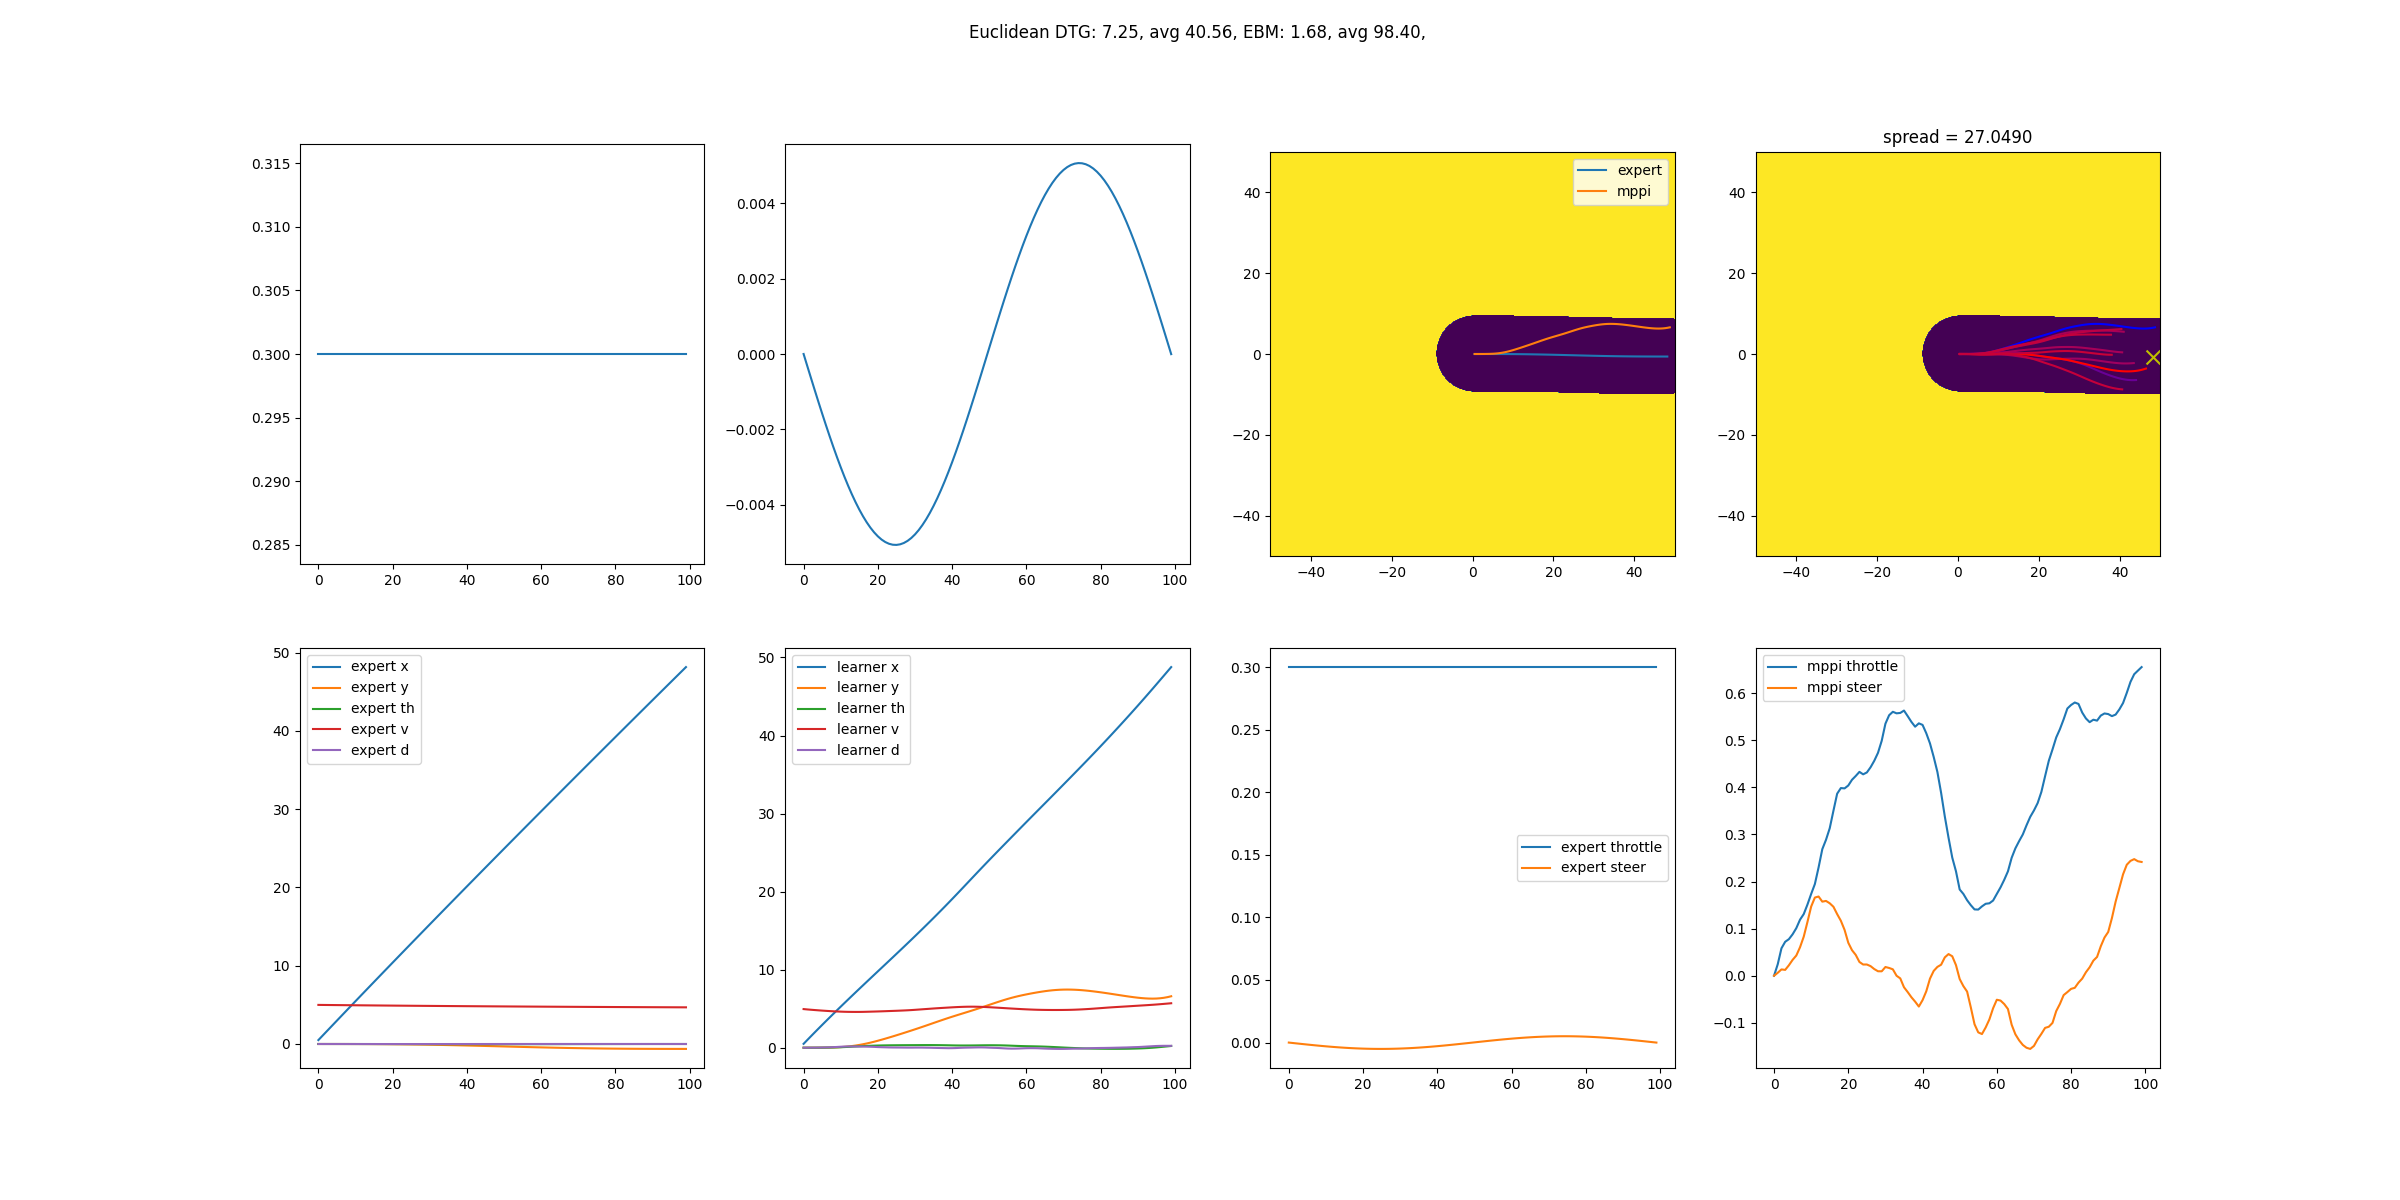 Euclidean DTG: 7.25, avg 40.56, EBM: 1.68, avg 98.40,
0.315
0.310
0.305
0.300
0.295
0.290
0.285
0 20 40 60 80 100
0.004
0.002
0.000
−0.002
−0.004
0 20 40 60 80 100
expert
mppi
40
20
0
−20
−40
−40 −20 0 20 40
spread = 27.0490
40
20
0
−20
−40
−40 −20 0 20 40
expert x
expert y
expert th
expert v
expert d
50
40
30
20
10
0
0 20 40 60 80 100
learner x
learner y
learner th
learner v
learner d
50
40
30
20
10
0
0 20 40 60 80 100
0.30
0.25
0.20
0.15
0.10
0.05
0.00
expert throttle
expert steer
0 20 40 60 80 100
mppi throttle
mppi steer
0.6
0.5
0.4
0.3
0.2
0.1
0.0
−0.1
0 20 40 60 80 100